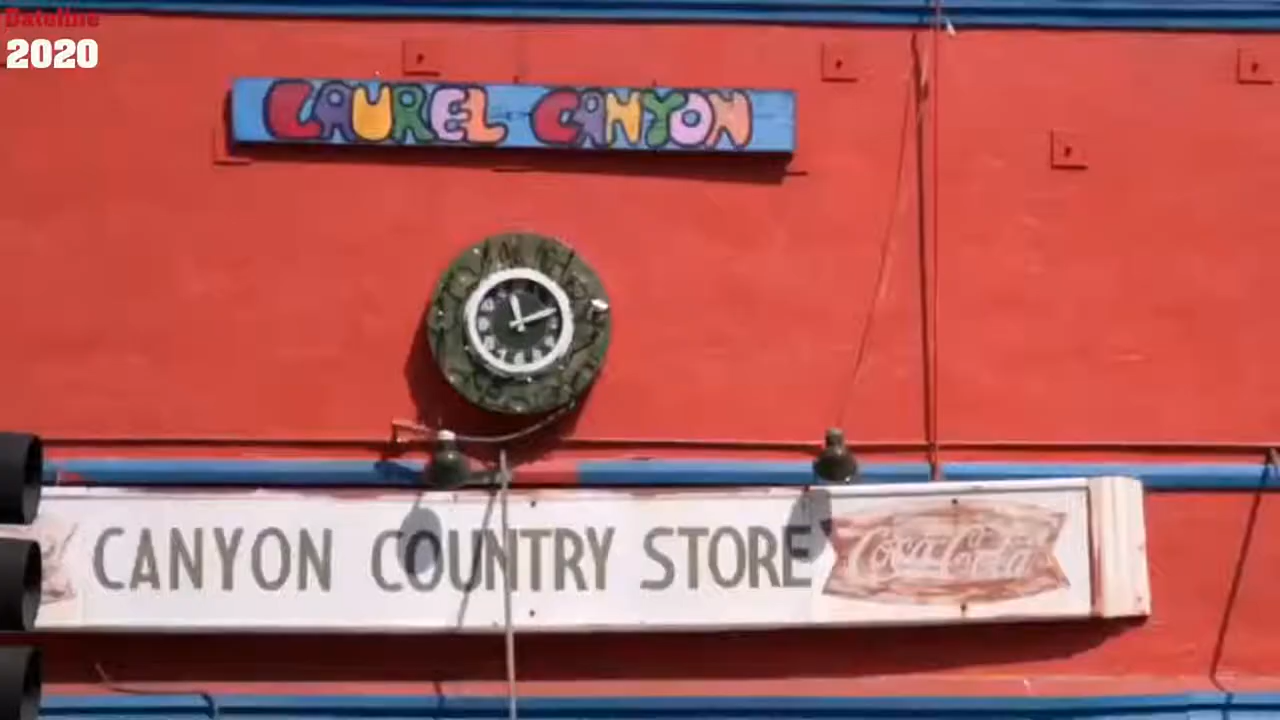 Dateline
2020
LAUREL CANYON
CANYON COUNTRY STORE
Coca-Cola